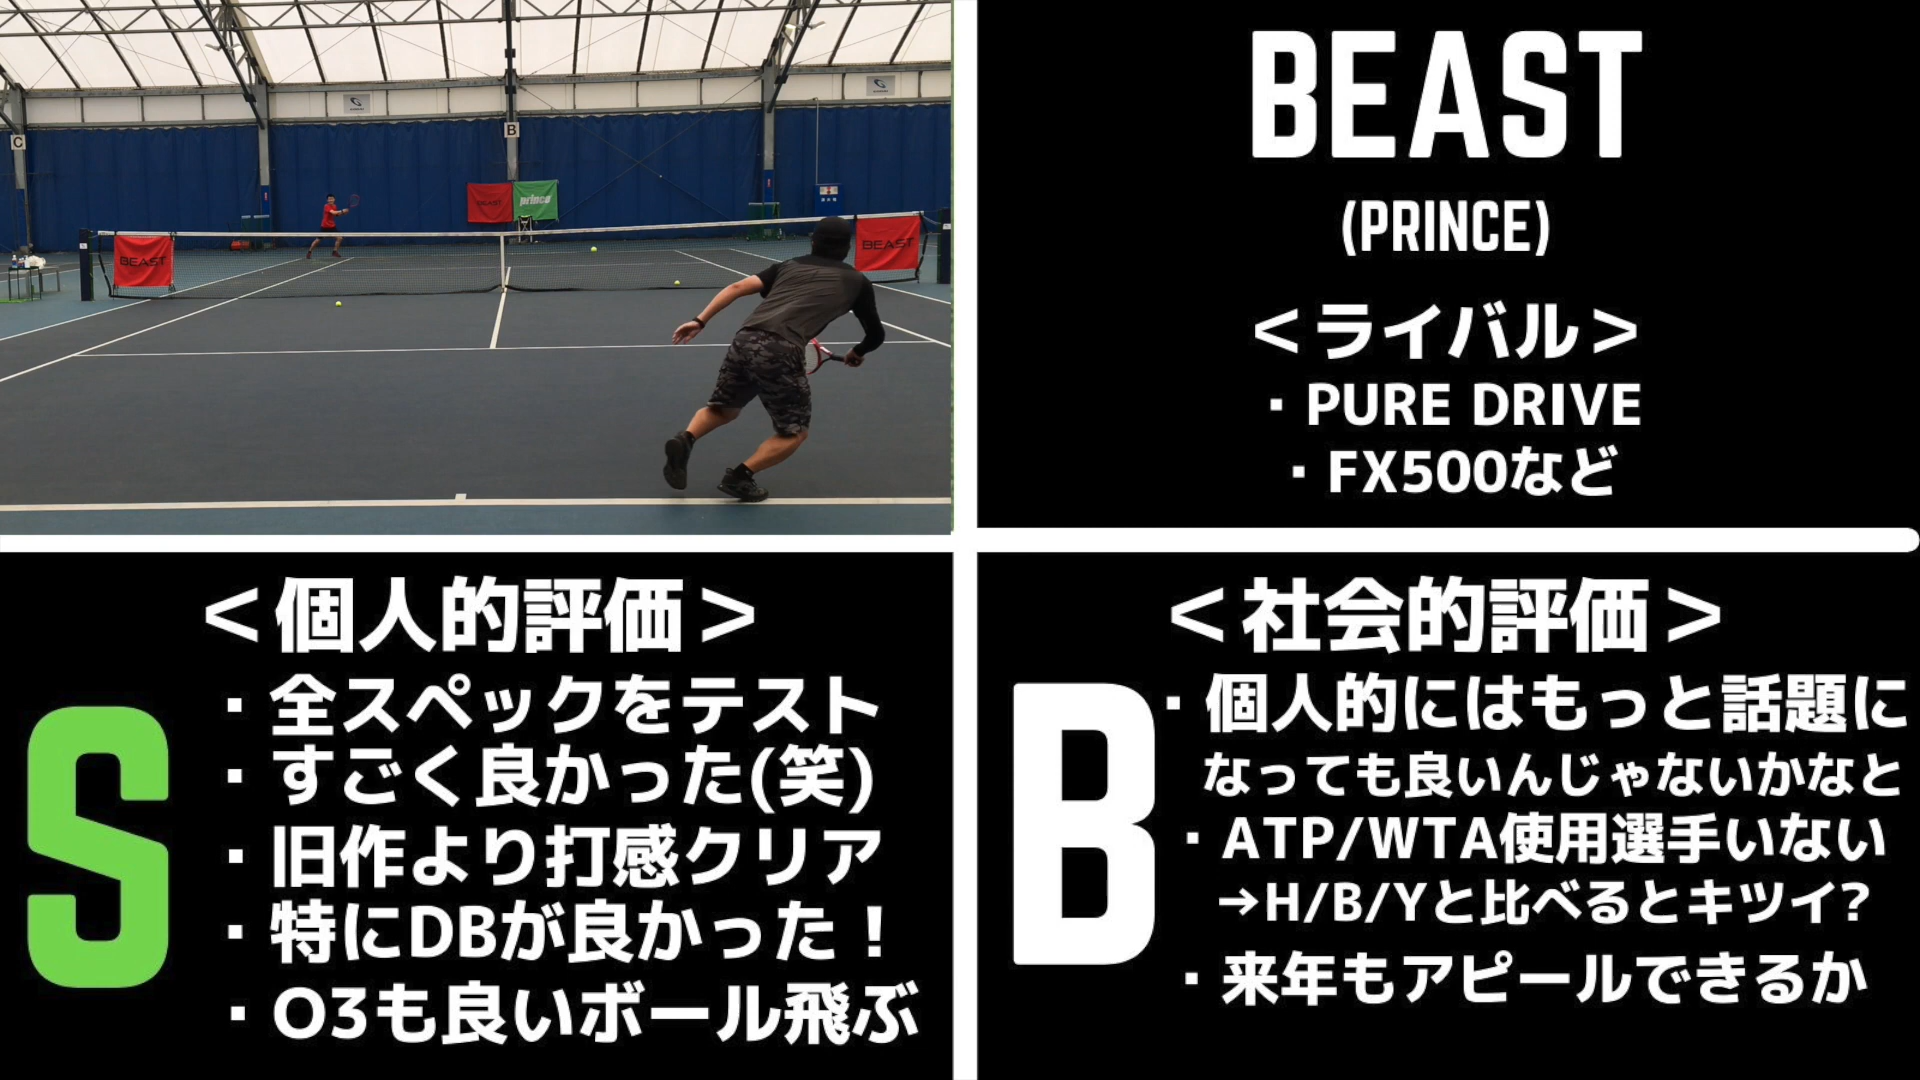 C
B
BEAST
prince
BEAST
BEAST
BEAST
(PRINCE)
＜ライバル＞
・PURE DRIVE
・FX500など
＜個人的評価＞
S
・全スペックをテスト
・すごく良かった(笑)
・旧作より打感クリア
・特にDBが良かった！
・O3も良いボール飛ぶ
＜社会的評価＞
B
・個人的にはもっと話題に
なっても良いんじゃないかなと
・ATP/WTA使用選手いない
→H/B/Yと比べるとキツイ?
・来年もアピールできるか